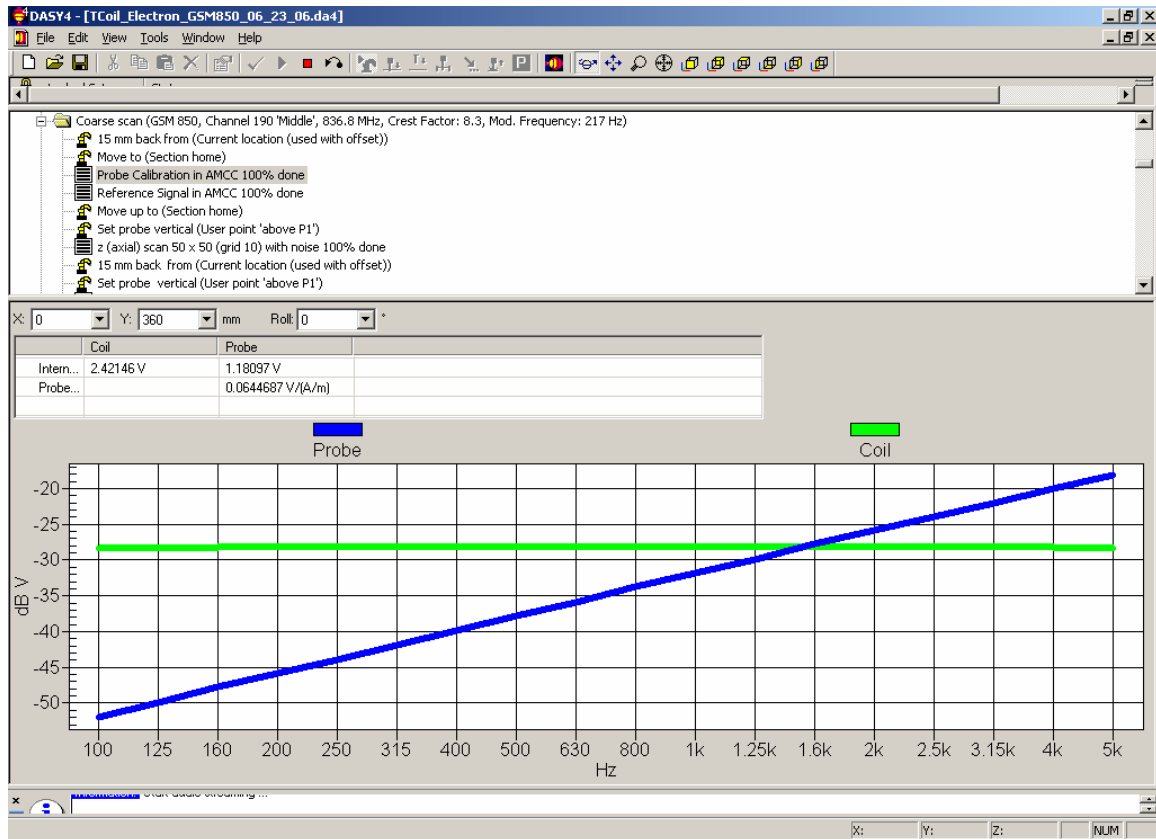 DASY4 - [TCoil_Electron_GSM850_06_23_06.da4]
File Edit View Tools Window Help
Coarse scan (GSM 850, Channel 190 'Middle', 836.8 MHz, Crest Factor: 8.3, Mod. Frequency: 217 Hz)
15 mm back from (Current location (used with offset))
Move to (Section home)
Probe Calibration in AMCC 100% done
Reference Signal in AMCC 100% done
Move up to (Section home)
Set probe vertical (User point 'above P1')
z (axial) scan 50 x 50 (grid 10) with noise 100% done
15 mm back from (Current location (used with offset))
Set probe vertical (User point 'above P1')
X: 0 Y: 360 mm Roll: 0 °
Coil Probe
Intern... 2.42146 V 1.18097 V
Probe... 0.0644687 V/(A/m)
Probe Coil
-20
-25
-30
-35
-40
-45
-50
dB V
100 125 160 200 250 315 400 500 630 800 1k 1.25k 1.6k 2k 2.5k 3.15k 4k 5k
Hz
X: Y: Z: NUM